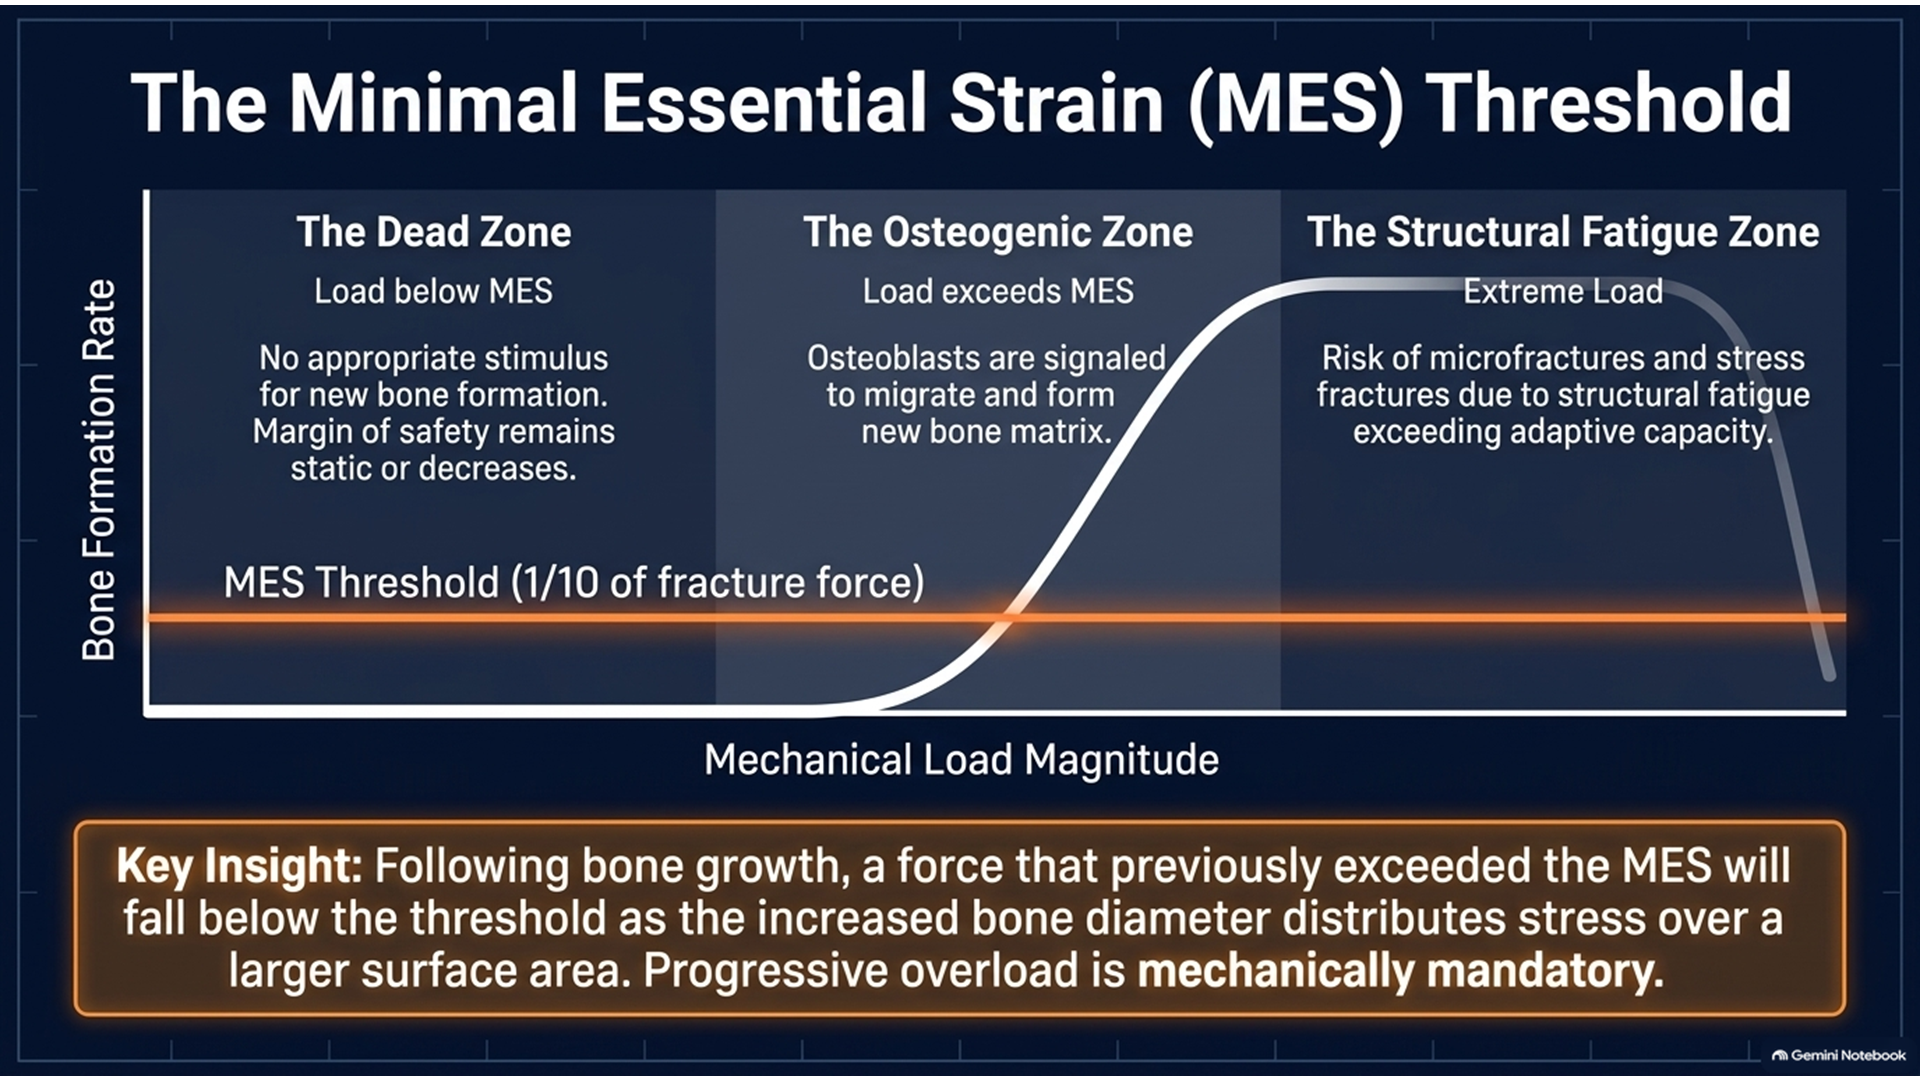 The Minimal Essential Strain (MES) Threshold
Bone Formation Rate
The Dead Zone
Load below MES
No appropriate stimulus
for new bone formation.
Margin of safety remains
static or decreases.
The Osteogenic Zone
Load exceeds MES
Osteoblasts are signaled
to migrate and form
new bone matrix.
The Structural Fatigue Zone
Extreme Load
Risk of microfractures and stress
fractures due to structural fatigue
exceeding adaptive capacity.
MES Threshold (1/10 of fracture force)
Mechanical Load Magnitude
Key Insight: Following bone growth, a force that previously exceeded the MES will
fall below the threshold as the increased bone diameter distributes stress over a
larger surface area. Progressive overload is mechanically mandatory.
Gemini Notebook